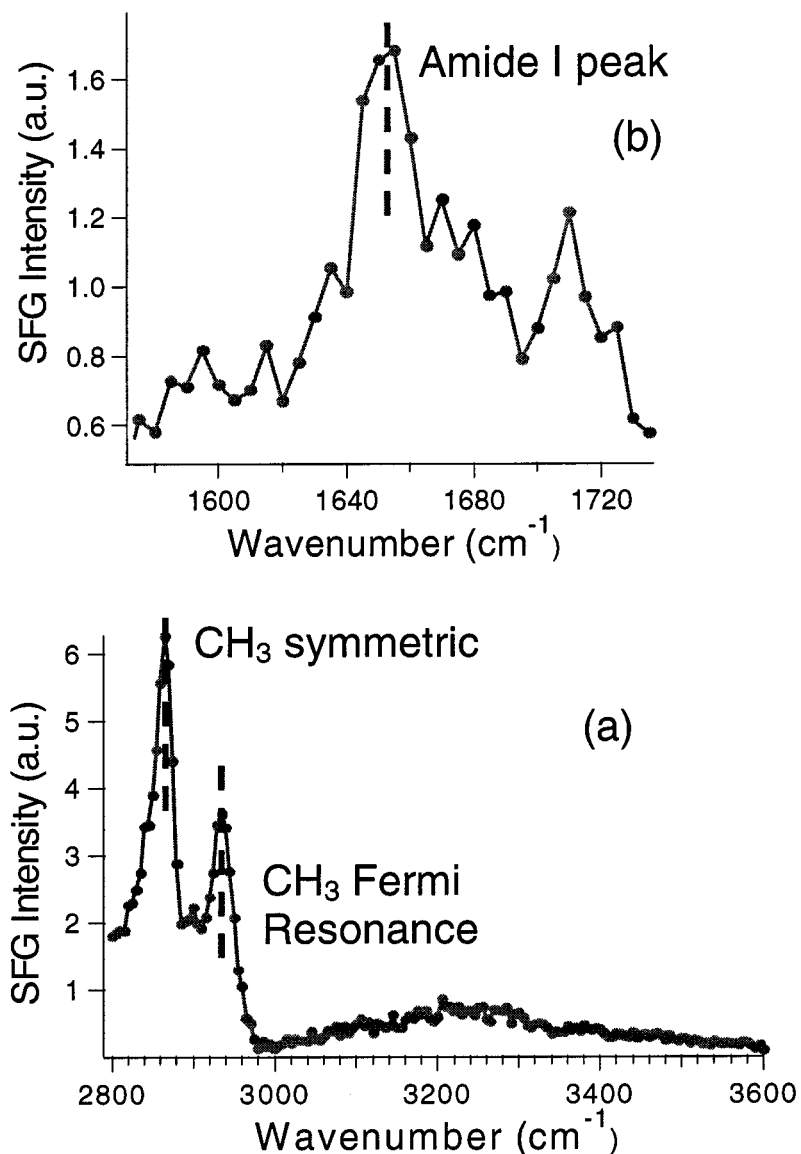 Amide I peak
(b)
SFG Intensity (a.u.)
1.6
1.4
1.2
1.0
0.8
0.6
1600
1640
1680
1720
Wavenumber (cm⁻¹)
CH₃ symmetric
(a)
CH₃ Fermi
Resonance
SFG Intensity (a.u.)
6
5
4
3
2
1
2800
3000
3200
3400
3600
Wavenumber (cm⁻¹)